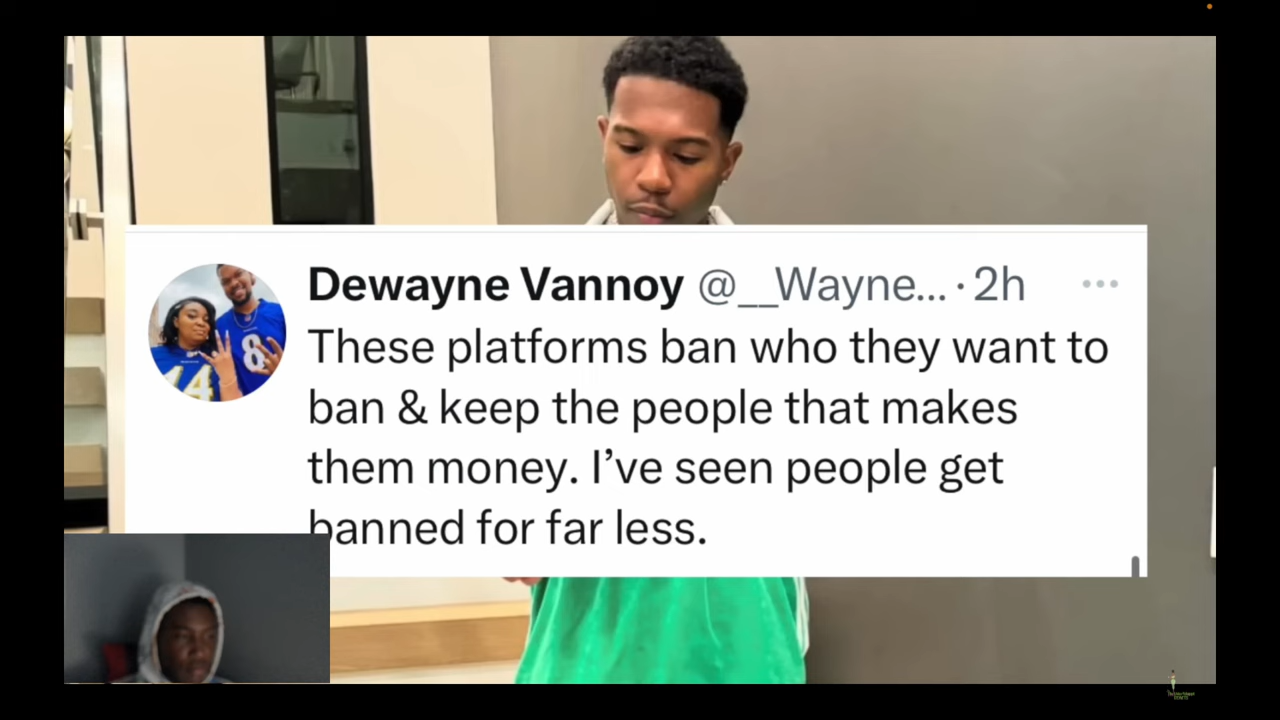 Dewayne Vannoy @__Wayne... · 2h
These platforms ban who they want to
ban & keep the people that makes
them money. I’ve seen people get
banned for far less.